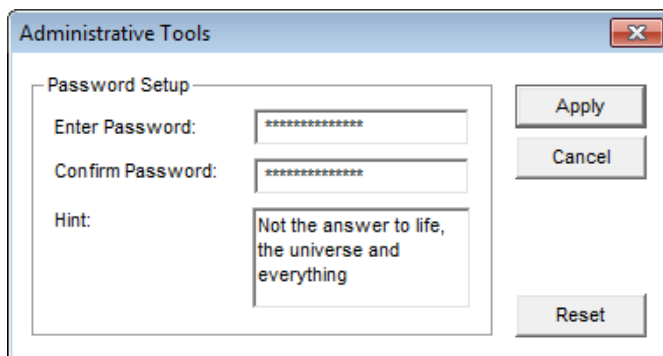 Administrative Tools
Password Setup
Enter Password: **************
Confirm Password: **************
Hint: Not the answer to life,
the universe and
everything
Apply
Cancel
Reset